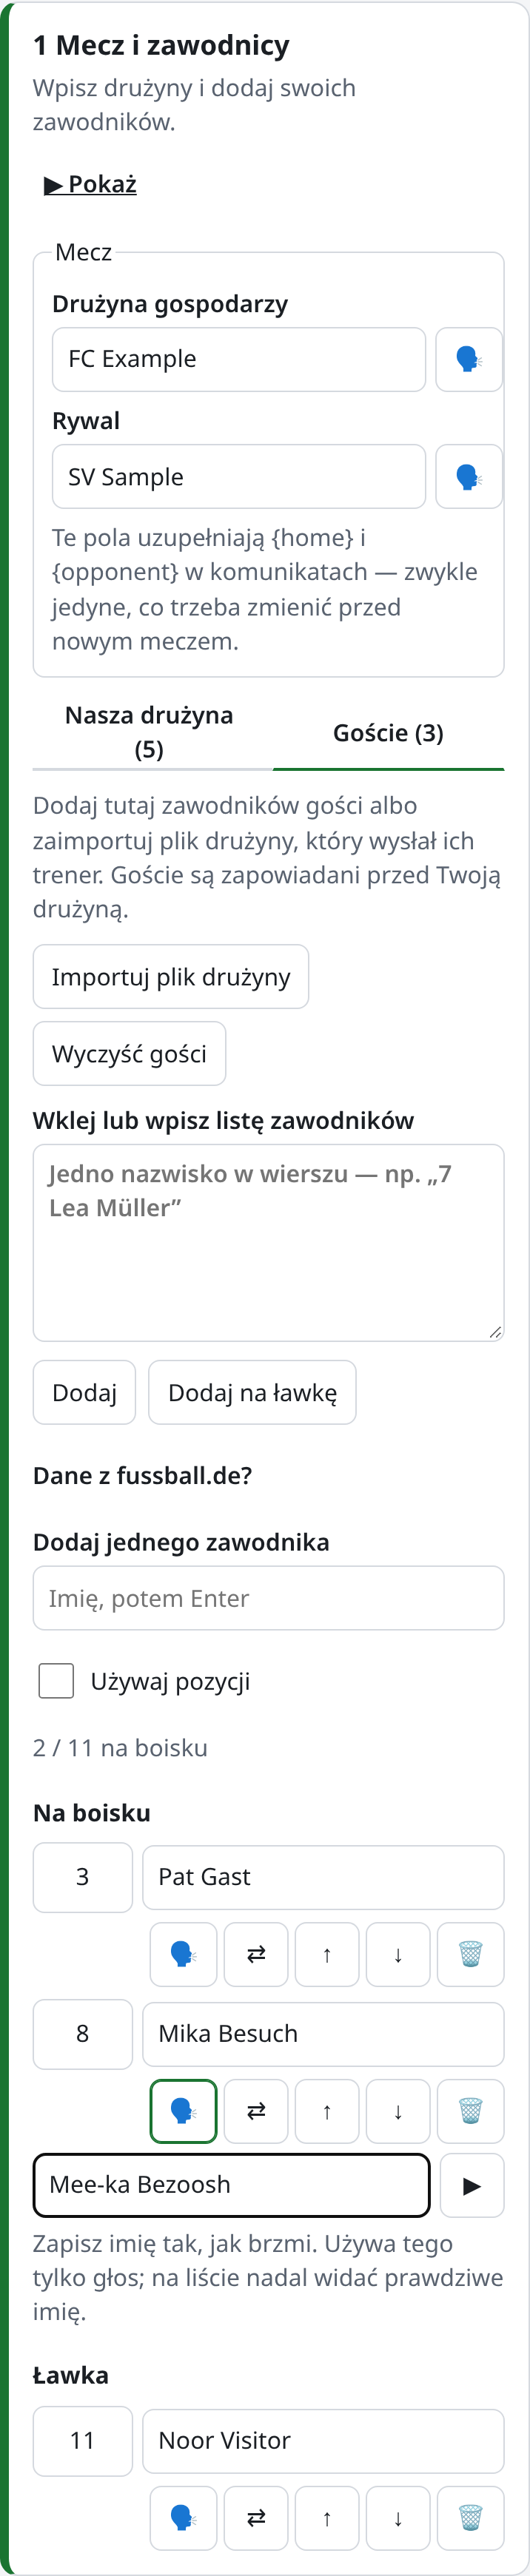 1 Mecz i zawodnicy
Wpisz drużyny i dodaj swoich
zawodników.
▶ Pokaż
Mecz
Drużyna gospodarzy
FC Example
Rywal
SV Sample
Te pola uzupełniają {home} i
{opponent} w komunikatach — zwykle
jedyne, co trzeba zmienić przed
nowym meczem.
Nasza drużyna
(5)
Goście (3)
Dodaj tutaj zawodników gości albo
zaimportuj plik drużyny, który wysłał ich
trener. Goście są zapowiadani przed Twoją
drużyną.
Importuj plik drużyny
Wyczyść gości
Wklej lub wpisz listę zawodników
Jedno nazwisko w wierszu — np. „7
Lea Müller”
Dodaj
Dodaj na ławkę
Dane z fussball.de?
Dodaj jednego zawodnika
Imię, potem Enter
Używaj pozycji
2 / 11 na boisku
Na boisku
3 Pat Gast
⇄ ↑ ↓
8 Mika Besuch
⇄ ↑ ↓
Mee-ka Bezoosh ▶
Zapisz imię tak, jak brzmi. Używa tego
tylko głos; na liście nadal widać prawdziwe
imię.
Ławka
11 Noor Visitor
⇄ ↑ ↓